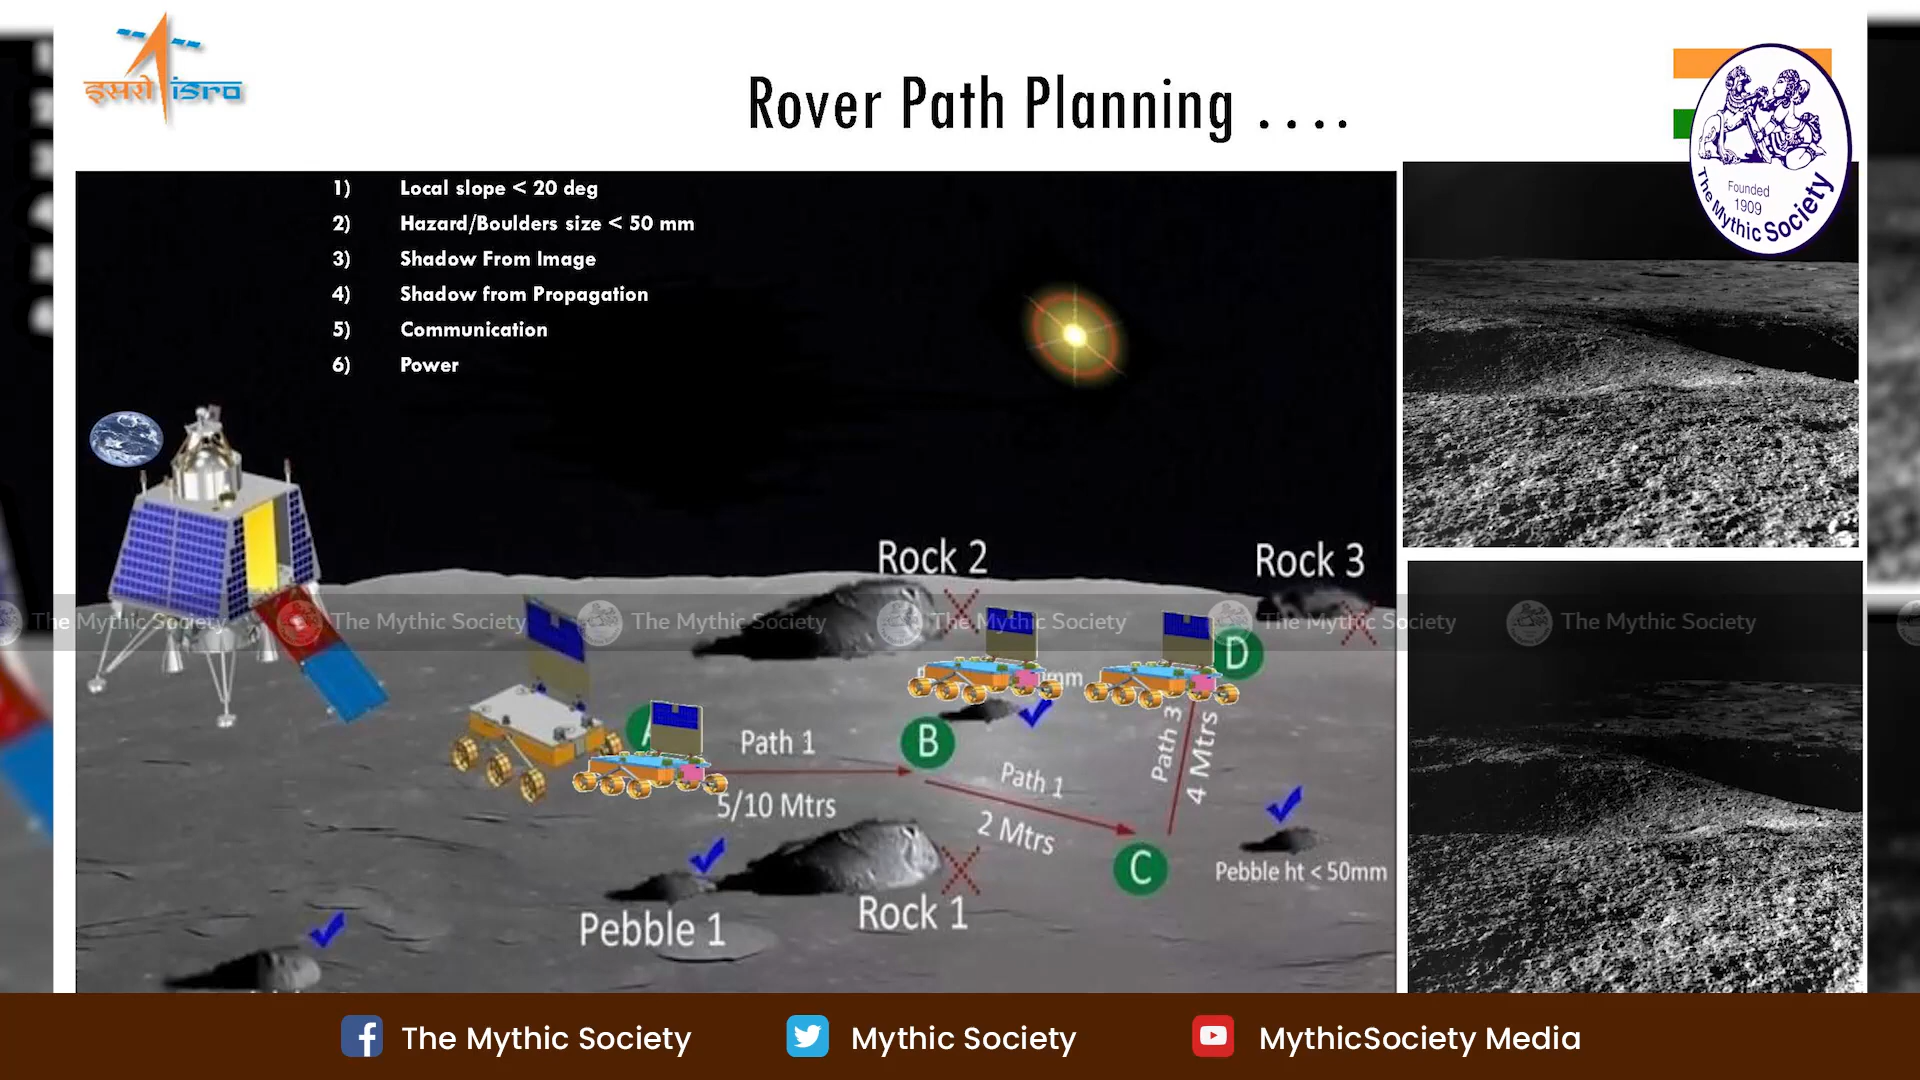 इसरो isro
Rover Path Planning ....
Founded
1909
The Mythic Society
1) Local slope < 20 deg
2) Hazard/Boulders size < 50 mm
3) Shadow From Image
4) Shadow from Propagation
5) Communication
6) Power
Rock 2
Rock 3
The Mythic Society The Mythic Society The Mythic Society The Mythic Society The Mythic Society The Mythic Society
D
mm
A
B
Path 1
5/10 Mtrs
Path 1
2 Mtrs
Path 3
4 Mtrs
C
Pebble ht < 50mm
Pebble 1
Rock 1
The Mythic Society
Mythic Society
MythicSociety Media